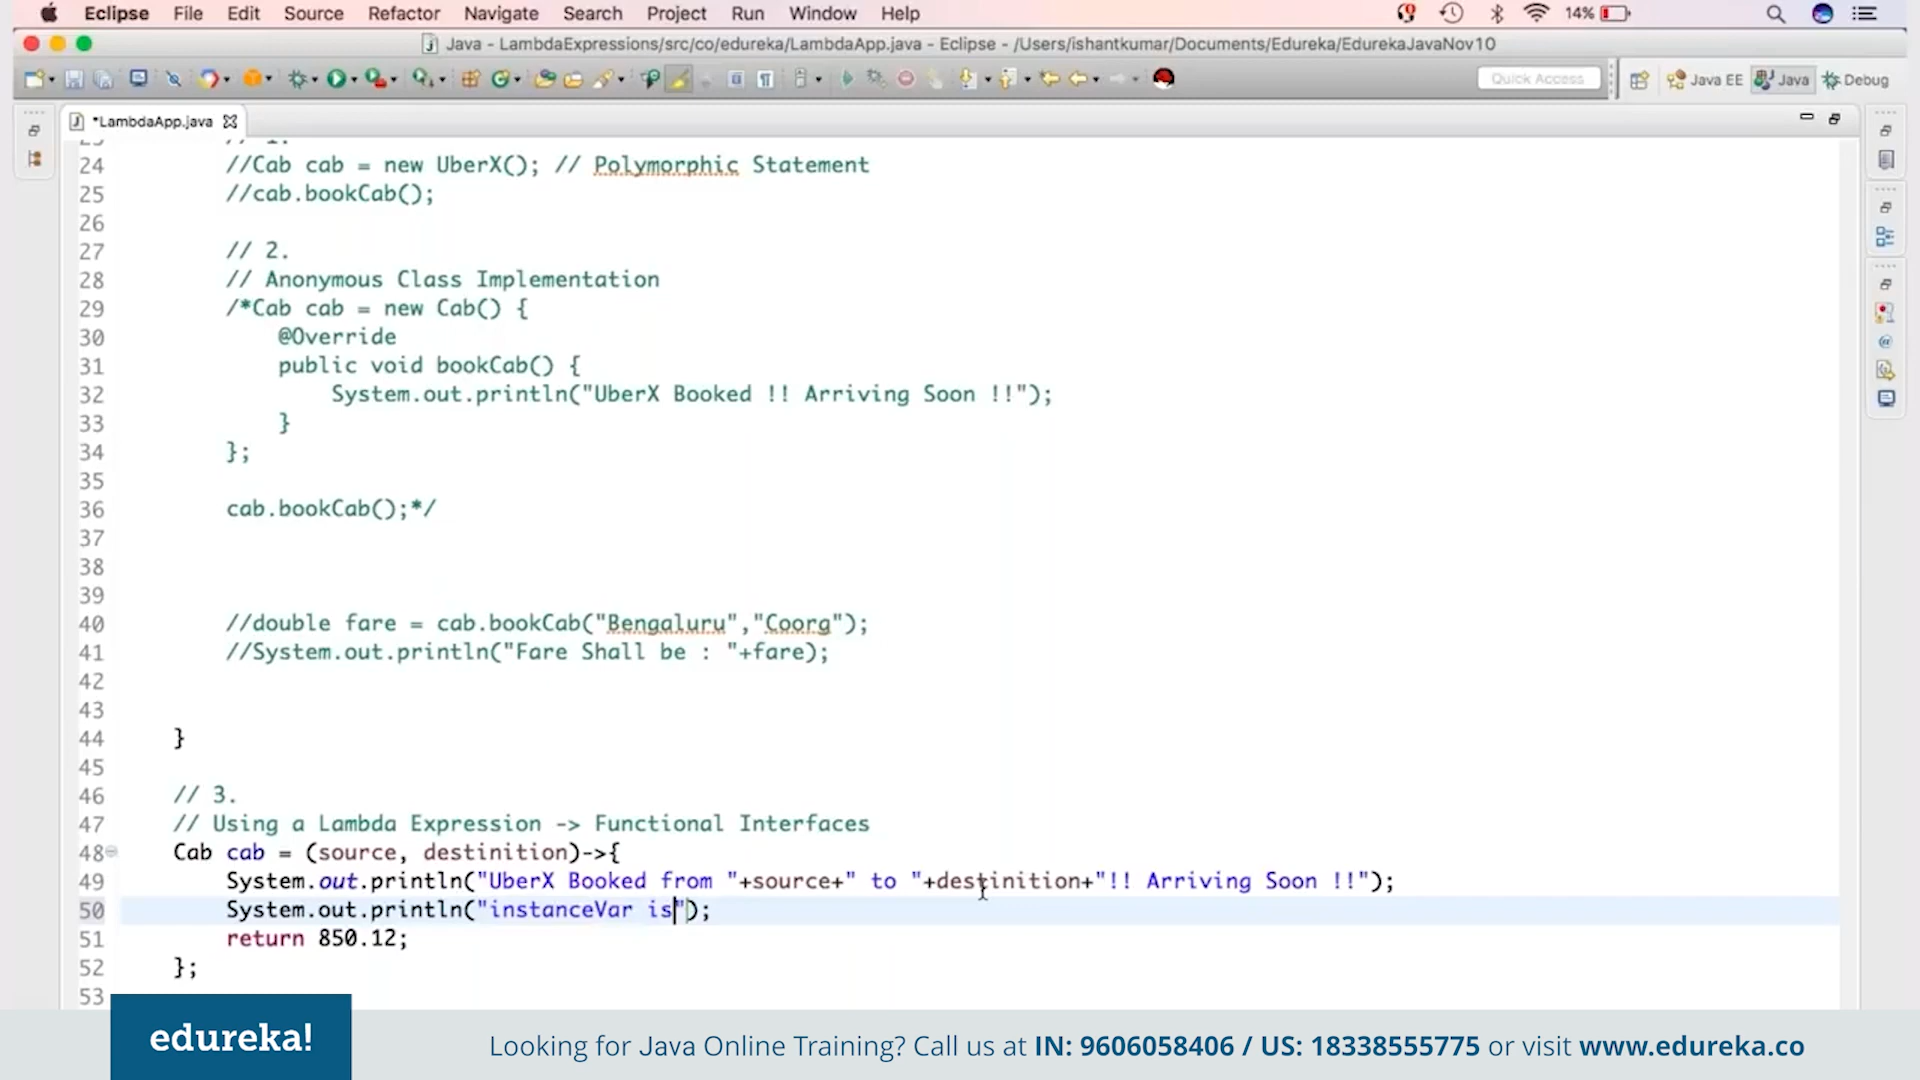 Eclipse File Edit Source Refactor Navigate Search Project Run Window Help 14%
Java - LambdaExpressions/src/co/edureka/LambdaApp.java - Eclipse - /Users/ishantkumar/Documents/Edureka/EdurekaJavaNov10
Quick Access Java EE Java Debug
*LambdaApp.java
24 //Cab cab = new UberX(); // Polymorphic Statement
25 //cab.bookCab();
26
27 // 2.
28 // Anonymous Class Implementation
29 /*Cab cab = new Cab() {
30 @Override
31 public void bookCab() {
32 System.out.println("UberX Booked !! Arriving Soon !!");
33 }
34 };
35
36 cab.bookCab();*/
37
38
39
40 //double fare = cab.bookCab("Bengaluru","Coorg");
41 //System.out.println("Fare Shall be : "+fare);
42
43
44 }
45
46 // 3.
47 // Using a Lambda Expression -> Functional Interfaces
48 Cab cab = (source, destinition)->{
49 System.out.println("UberX Booked from "+source+" to "+destinition+"!! Arriving Soon !!");
50 System.out.println("instanceVar is");
51 return 850.12;
52 };
53
edureka!
Looking for Java Online Training? Call us at IN: 9606058406 / US: 18338555775 or visit www.edureka.co